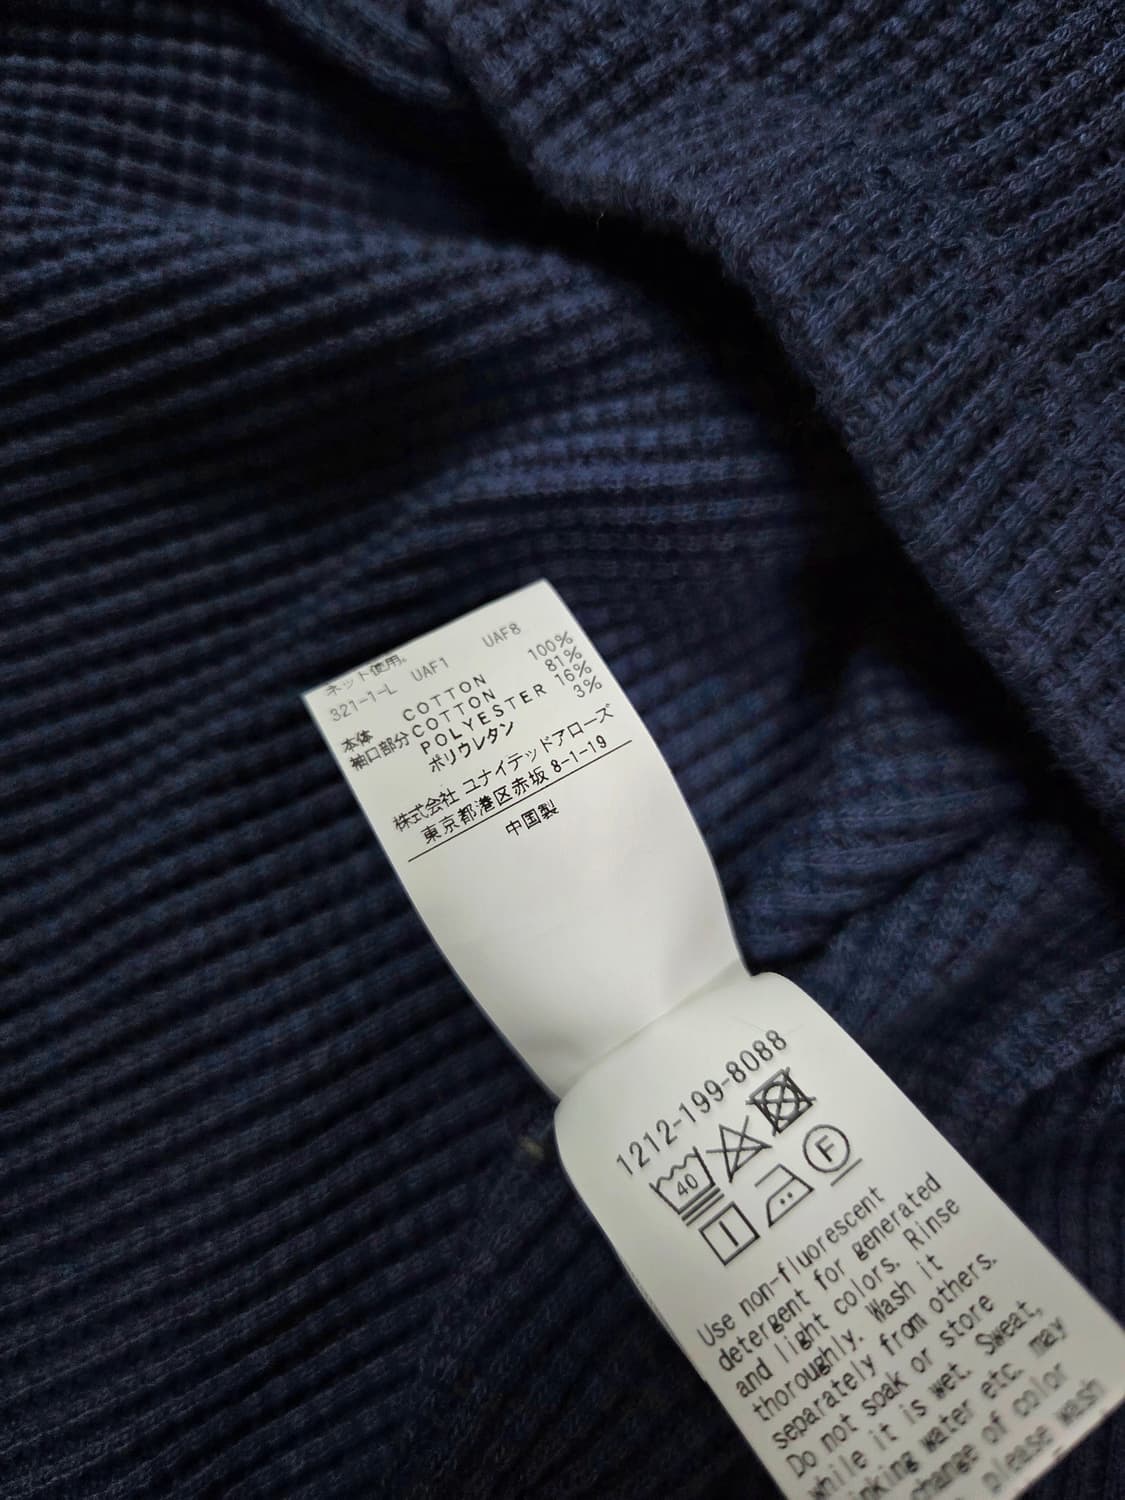 ネット使用。
321-1-L UAF1 UAF8
本体 COTTON 100%
袖口部分 COTTON 81%
POLYESTER 16%
ポリウレタン 3%
株式会社 ユナイテッドアローズ
東京都港区赤坂 8-1-19
中国製
1212-199-8088
40
F
Use non-fluorescent
detergent for generated
and light colors. Rinse
thoroughly. Wash it
separately from others.
Do not soak or store
while it is wet. Sweat,
water etc. may
change of color
please wash